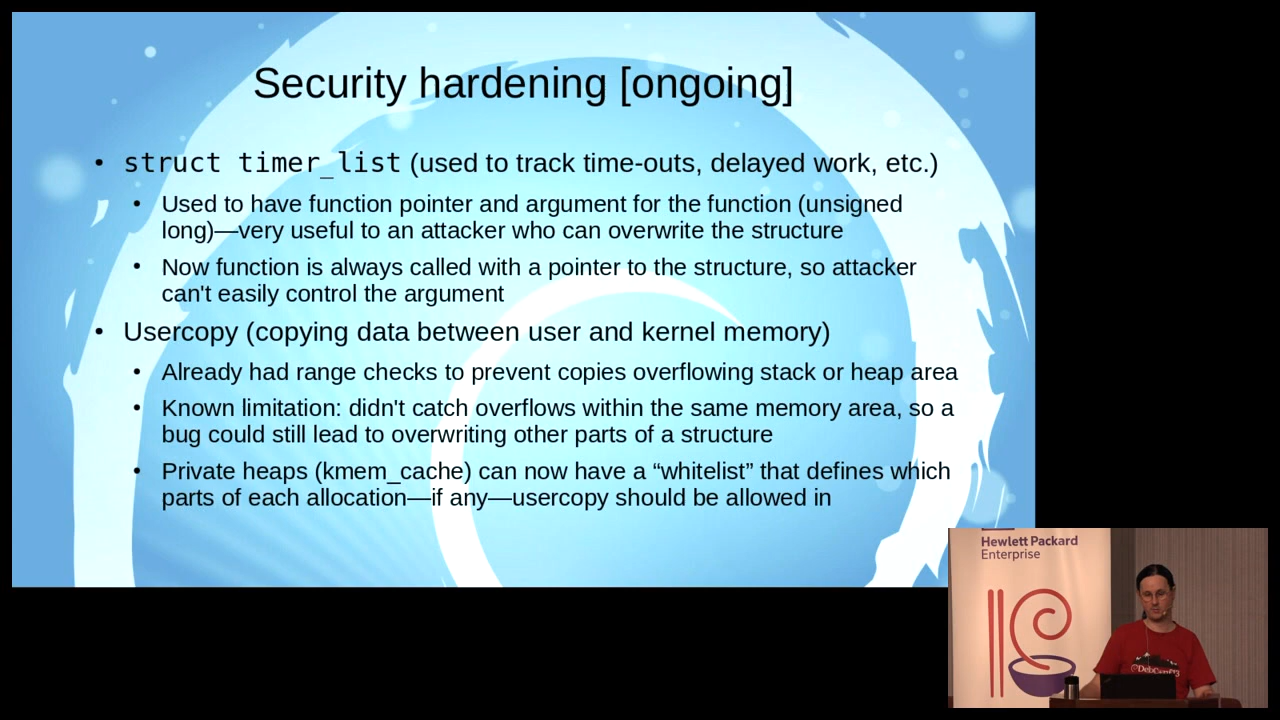 Security hardening [ongoing]
• struct timer_list (used to track time-outs, delayed work, etc.)
• Used to have function pointer and argument for the function (unsigned
long)—very useful to an attacker who can overwrite the structure
• Now function is always called with a pointer to the structure, so attacker
can't easily control the argument
• Usercopy (copying data between user and kernel memory)
• Already had range checks to prevent copies overflowing stack or heap area
• Known limitation: didn't catch overflows within the same memory area, so a
bug could still lead to overwriting other parts of a structure
• Private heaps (kmem_cache) can now have a “whitelist” that defines which
parts of each allocation—if any—usercopy should be allowed in
Hewlett Packard
Enterprise